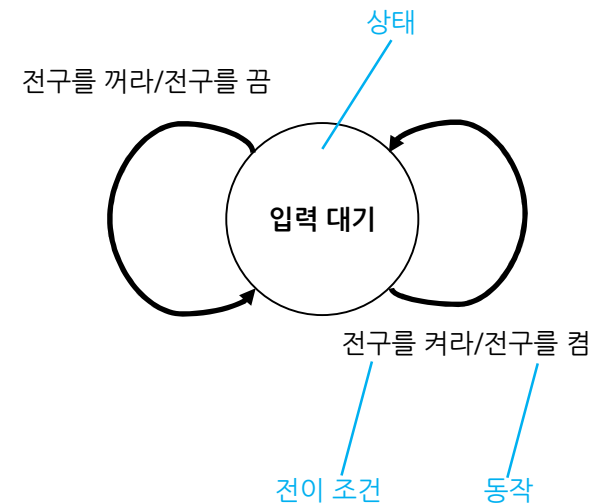 상태
전구를 꺼라/전구를 끔
입력 대기
전구를 켜라/전구를 켬
전이 조건
동작